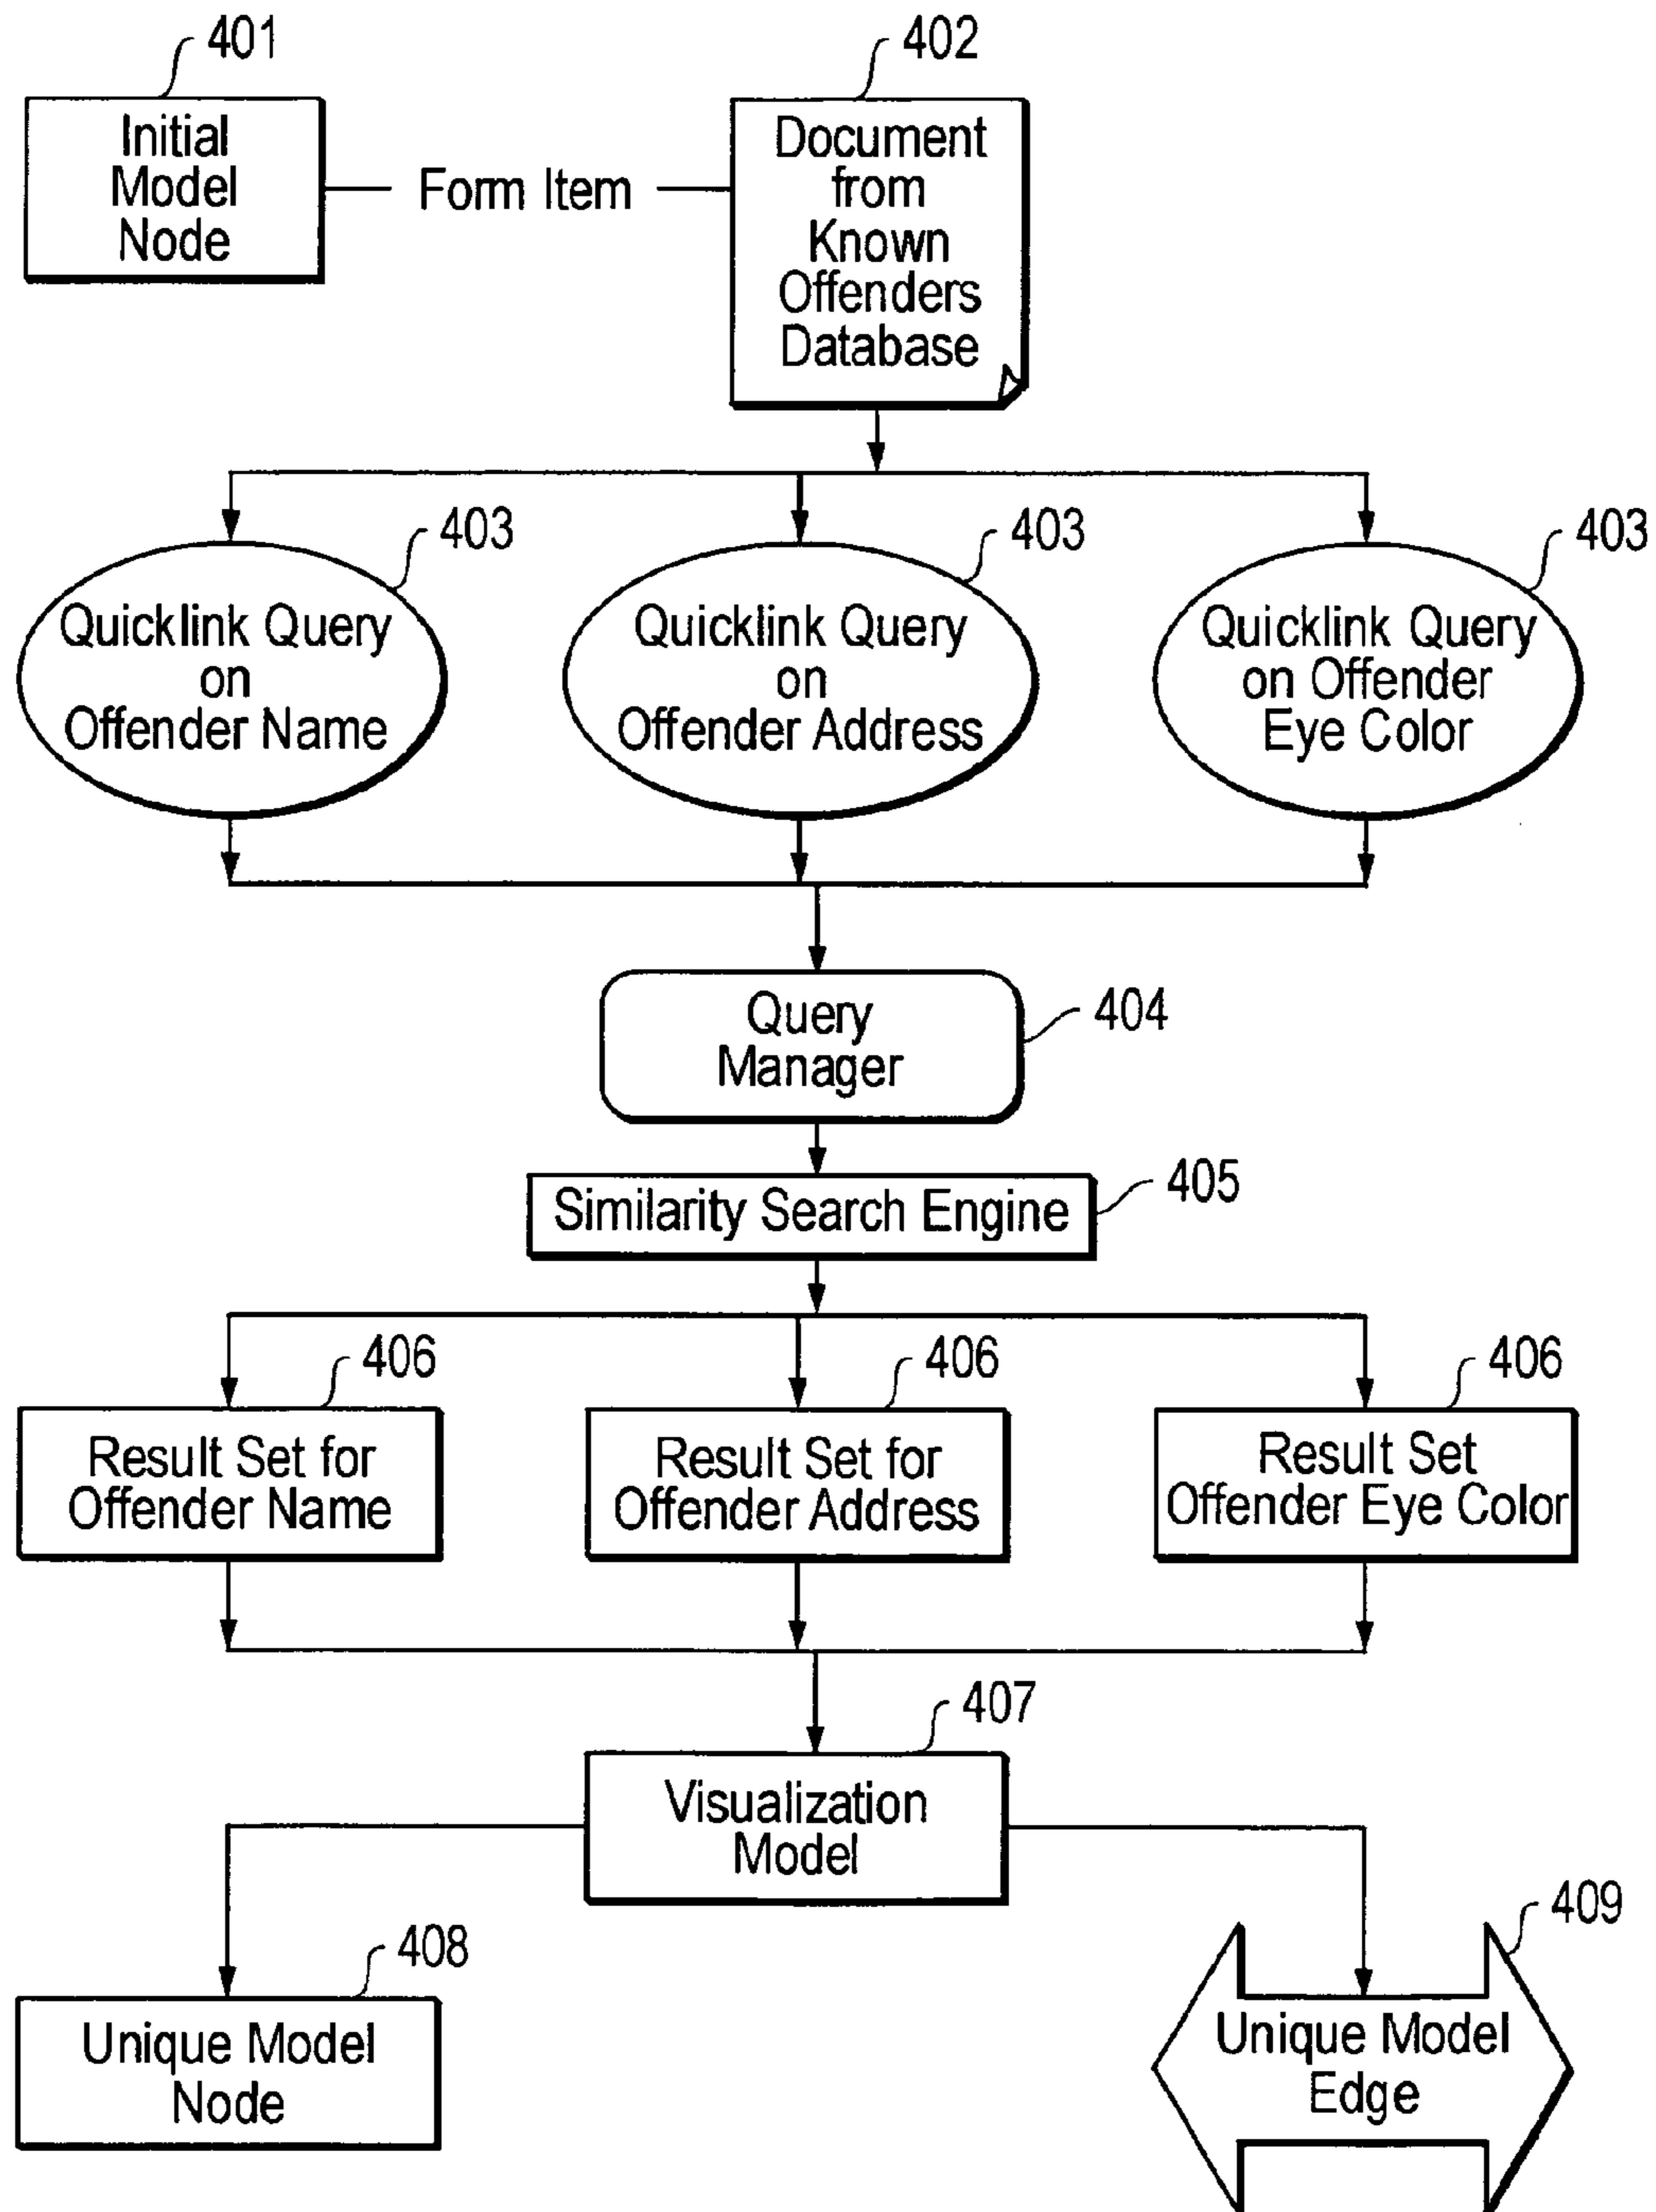 401
402
Initial
Model
Node
Form Item
Document
from
Known
Offenders
Database
403
403
403
Quicklink Query
on
Offender Name
Quicklink Query
on
Offender Address
Quicklink Query
on Offender
Eye Color
Query
Manager
404
Similarity Search Engine
405
406
406
406
Result Set for
Offender Name
Result Set for
Offender Address
Result Set
Offender Eye Color
407
Visualization
Model
408
409
Unique Model
Node
Unique Model
Edge